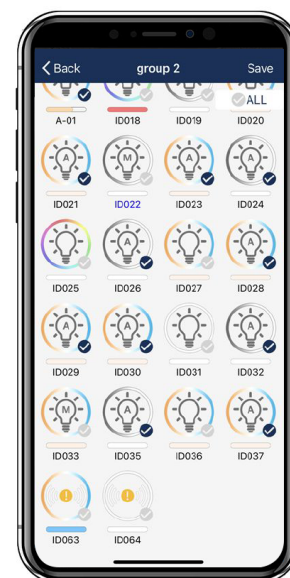 Back group 2 Save
ALL
A-01 ID018 ID019 ID020
A M A A
ID021 ID022 ID023 ID024
A
ID025 ID026 ID027 ID028
A A A
ID029 ID030 ID031 ID032
M A A
ID033 ID035 ID036 ID037
! !
ID063 ID064